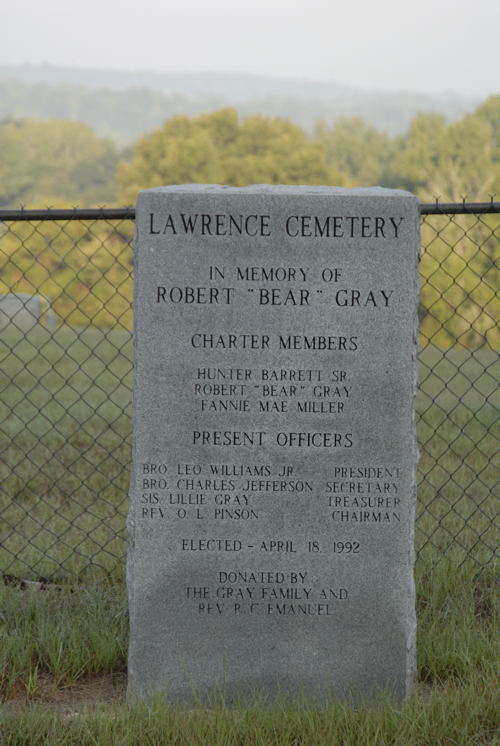 LAWRENCE CEMETERY
IN MEMORY OF
ROBERT "BEAR" GRAY
CHARTER MEMBERS
HUNTER BARRETT SR.
ROBERT "BEAR" GRAY
FANNIE MAE MILLER
PRESENT OFFICERS
BRO. LEO WILLIAMS JR. PRESIDENT
BRO. CHARLES JEFFERSON SECRETARY
SIS. LILLIE GRAY TREASURER
REV. O. L. PINSON CHAIRMAN
ELECTED - APRIL 18, 1992
DONATED BY
THE GRAY FAMILY AND
REV. R. C. EMANUEL